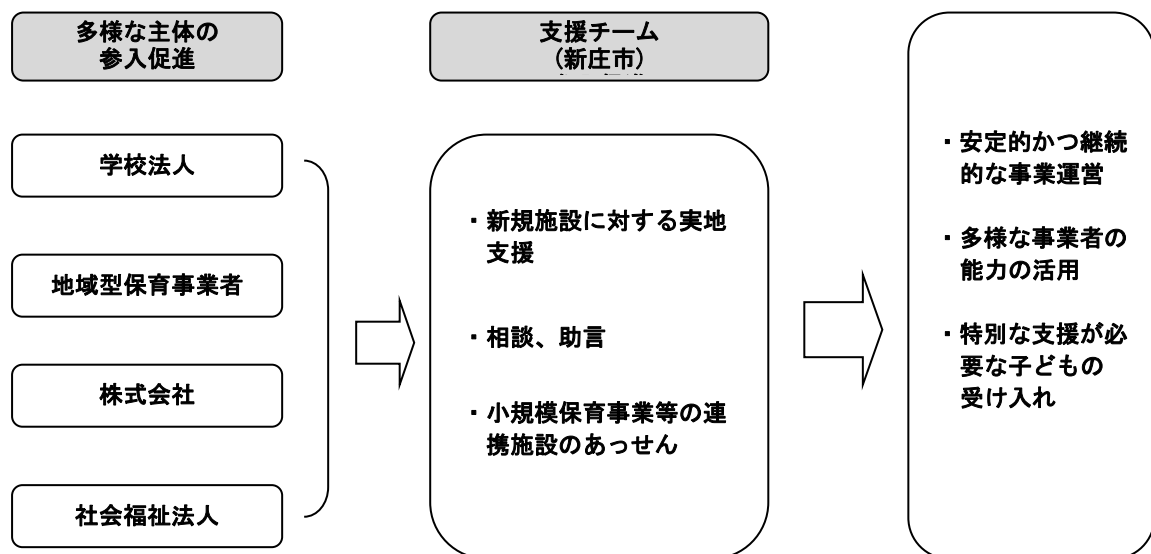 多様な主体の
参入促進
支援チーム
(新庄市)
学校法人
地域型保育事業者
株式会社
社会福祉法人
・新規施設に対する実地
支援
・相談、助言
・小規模保育事業等の連
携施設のあっせん
・安定的かつ継続
的な事業運営
・多様な事業者の
能力の活用
・特別な支援が必
要な子どもの
受け入れ